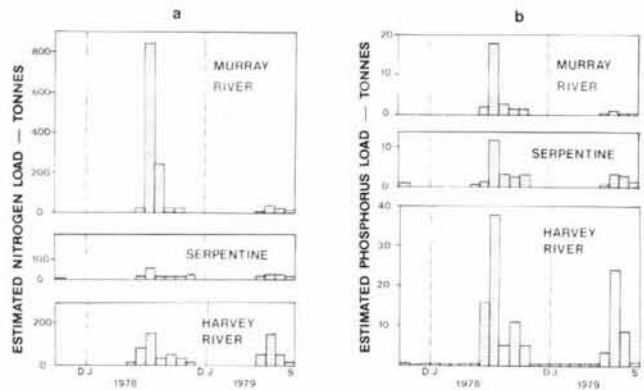 a
ESTIMATED NITROGEN LOAD — TONNES
800
600
400
200
0
MURRAY
RIVER
100
0
SERPENTINE
200
0
HARVEY
RIVER
D J
D J
S
1978
1979
b
ESTIMATED PHOSPHORUS LOAD — TONNES
20
10
0
MURRAY
RIVER
10
0
SERPENTINE
40
30
20
10
HARVEY
RIVER
D J
D J
S
1978
1979